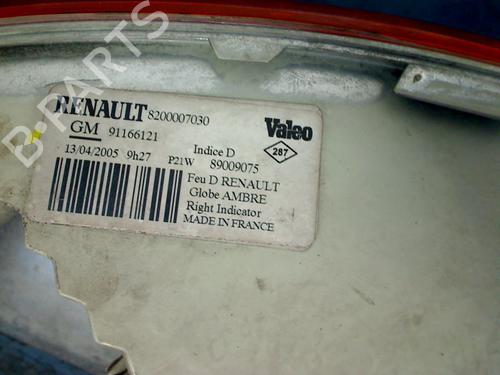 B-PARTS
RENAULT 8200007030
Valeo
GM 91166121
287
13/04/2005 9h27 P21W Indice D
89009075
Feu D RENAULT
Globe AMBRE
Right Indicator
MADE IN FRANCE